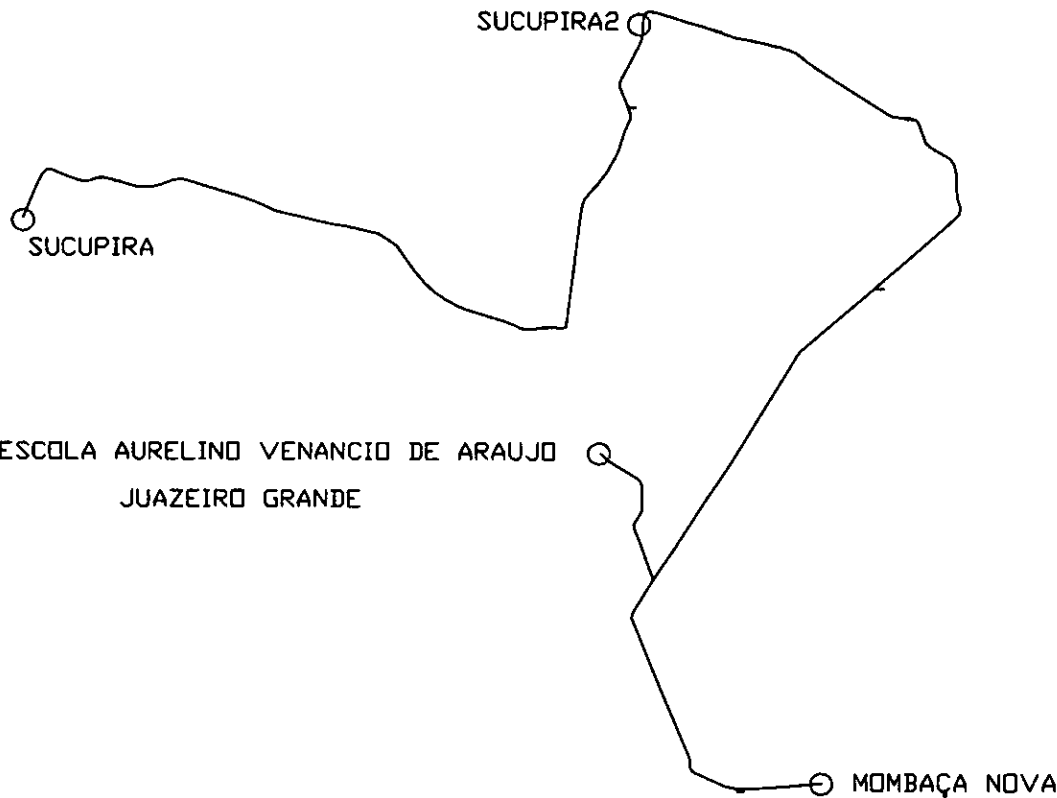 SUCUPIRA2
SUCUPIRA
ESCOLA AURELINO VENANCIO DE ARAUJO
JUAZEIRO GRANDE
MOMBAÇA NOVA